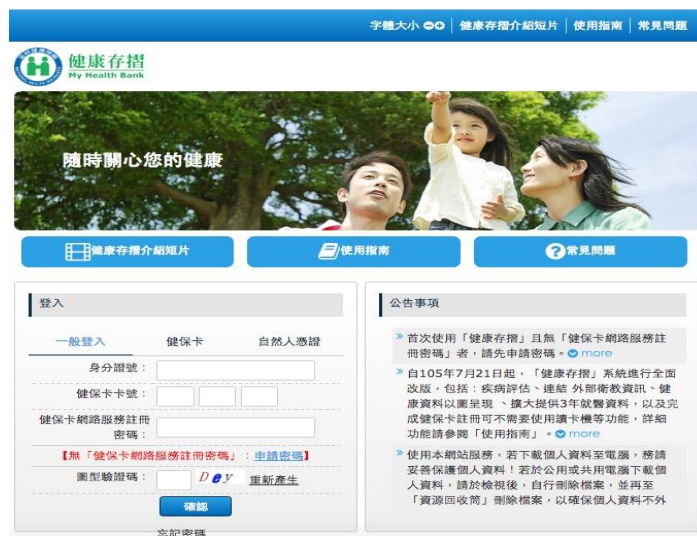 字體大小 健康存摺介紹短片 使用指南 常見問題
健康存摺
My Health Bank
隨時關心您的健康
健康存摺介紹短片 使用指南 常見問題
登入
一般登入 健保卡 自然人憑證
身分證號：
健保卡卡號：
健保卡網路服務註冊
密碼：
【無「健保卡網路服務註冊密碼」：申請密碼】
圖型驗證碼： Dey 重新產生
確認
忘記密碼
公告事項
首次使用「健康存摺」且無「健保卡網路服務註
冊密碼」者，請先申請密碼。more
自105年7月21日起，「健康存摺」系統進行全面
改版，包括：疾病評估、連結 外部衛教資訊、健
康資料以圖呈現 、擴大提供3年就醫資料，以及完
成健保卡註冊可不需要使用讀卡機等功能，詳細
功能請參閱「使用指南」。more
使用本網站服務，若下載個人資料至電腦，務請
妥善保護個人資料！若於公用或共用電腦下載個
人資料，請於檢視後，自行刪除檔案，並再至
「資源回收筒」刪除檔案，以確保個人資料不外